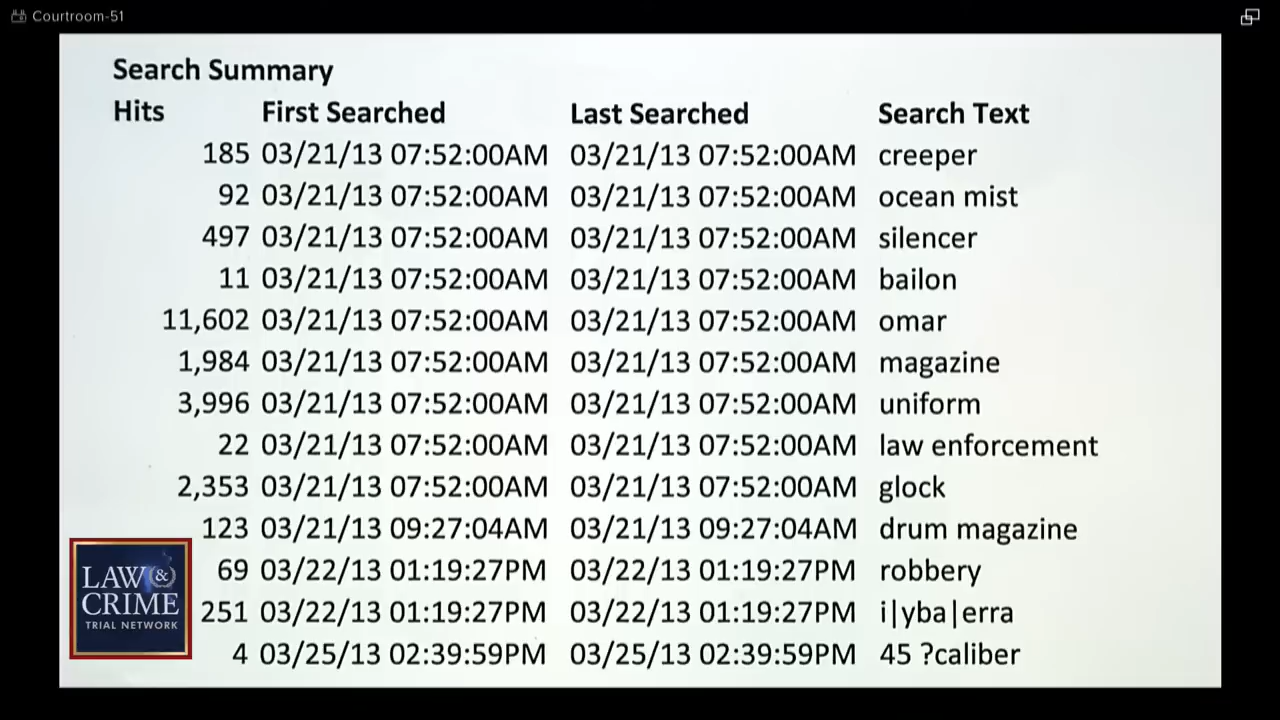 Courtroom-51
Search Summary
Hits First Searched Last Searched Search Text
185 03/21/13 07:52:00AM 03/21/13 07:52:00AM creeper
92 03/21/13 07:52:00AM 03/21/13 07:52:00AM ocean mist
497 03/21/13 07:52:00AM 03/21/13 07:52:00AM silencer
11 03/21/13 07:52:00AM 03/21/13 07:52:00AM bailon
11,602 03/21/13 07:52:00AM 03/21/13 07:52:00AM omar
1,984 03/21/13 07:52:00AM 03/21/13 07:52:00AM magazine
3,996 03/21/13 07:52:00AM 03/21/13 07:52:00AM uniform
22 03/21/13 07:52:00AM 03/21/13 07:52:00AM law enforcement
2,353 03/21/13 07:52:00AM 03/21/13 07:52:00AM glock
123 03/21/13 09:27:04AM 03/21/13 09:27:04AM drum magazine
69 03/22/13 01:19:27PM 03/22/13 01:19:27PM robbery
251 03/22/13 01:19:27PM 03/22/13 01:19:27PM i|yba|erra
4 03/25/13 02:39:59PM 03/25/13 02:39:59PM 45 ?caliber
LAW &
CRIME
TRIAL NETWORK